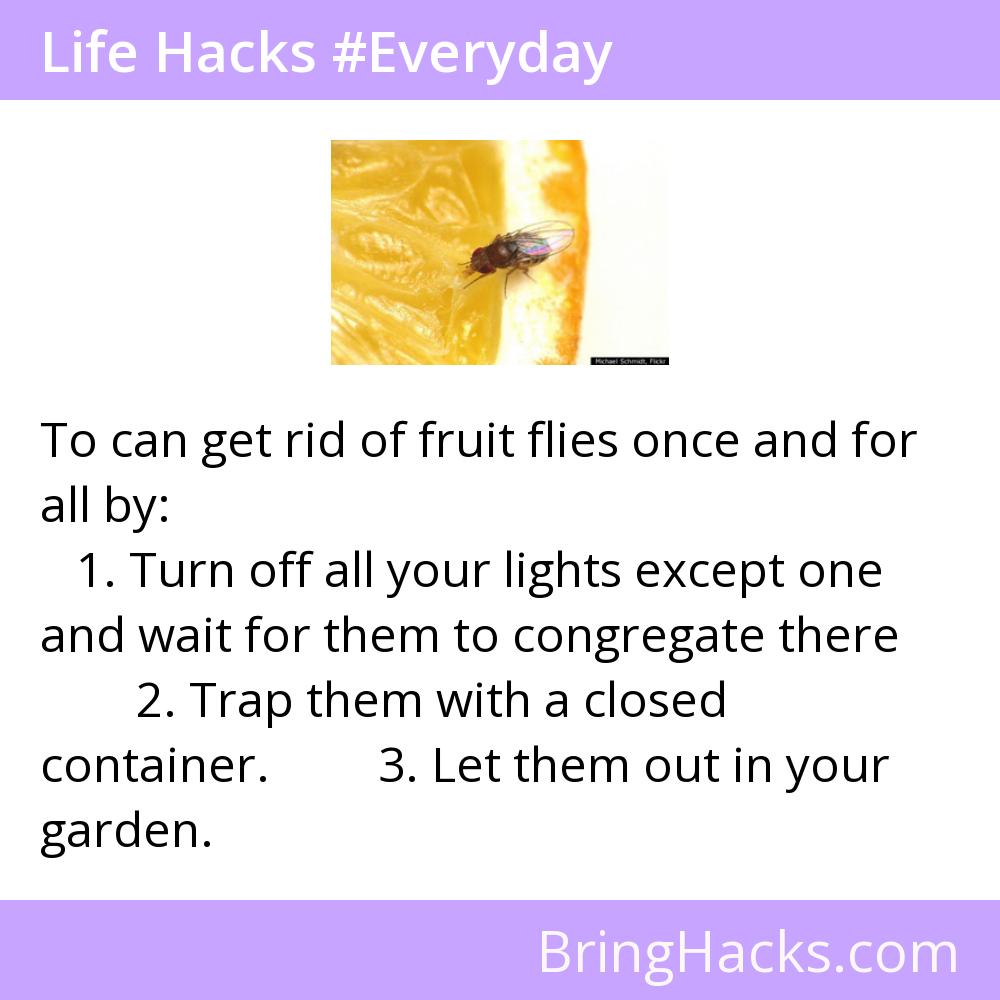 Life Hacks #Everyday
Michael Schmidt, Flickr
To can get rid of fruit flies once and for
all by:
1. Turn off all your lights except one
and wait for them to congregate there
2. Trap them with a closed
container. 3. Let them out in your
garden.
BringHacks.com